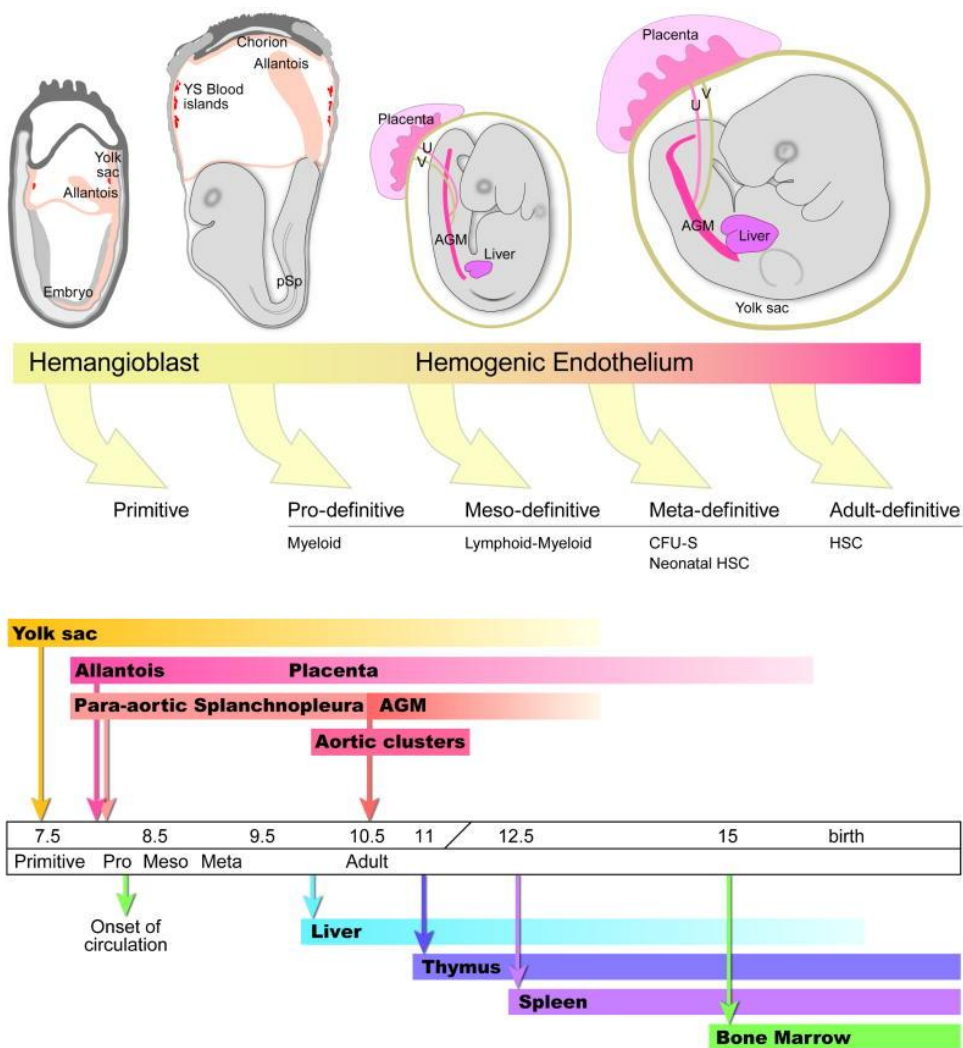 Chorion
Allantois
YS Blood
islands
Yolk
sac
Allantois
Embryo
pSp
Placenta
U
V
AGM
Liver
Placenta
V
U
AGM
Liver
Yolk sac
Hemangioblast
Hemogenic Endothelium
Primitive
Pro-definitive
Meso-definitive
Meta-definitive
Adult-definitive
Myeloid
Lymphoid-Myeloid
CFU-S
Neonatal HSC
HSC
Yolk sac
Allantois
Placenta
Para-aortic Splanchnopleura
AGM
Aortic clusters
7.5 8.5 9.5 10.5 11 12.5 15 birth
Primitive Pro Meso Meta Adult
Onset of
circulation
Liver
Thymus
Spleen
Bone Marrow